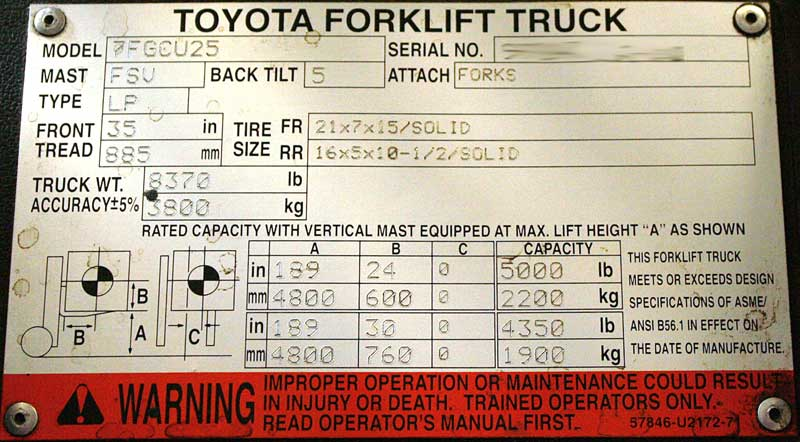 TOYOTA FORKLIFT TRUCK
MODEL 7FGCU25 SERIAL NO.
MAST FSV BACK TILT 5 ATTACH FORKS
TYPE LP
FRONT TREAD 35 in TIRE SIZE FR 21x7x15/SOLID
885 mm RR 16x5x10-1/2/SOLID
TRUCK WT. 8370 lb
ACCURACY±5% 3800 kg
RATED CAPACITY WITH VERTICAL MAST EQUIPPED AT MAX. LIFT HEIGHT "A" AS SHOWN
A B C CAPACITY
in 189 24 0 5000 lb
mm 4800 600 0 2200 kg
in 189 30 0 4350 lb
mm 4800 760 0 1900 kg
B
A
B
C
THIS FORKLIFT TRUCK
MEETS OR EXCEEDS DESIGN
SPECIFICATIONS OF ASME/
ANSI B56.1 IN EFFECT ON
THE DATE OF MANUFACTURE.
WARNING
IMPROPER OPERATION OR MAINTENANCE COULD RESULT
IN INJURY OR DEATH. TRAINED OPERATORS ONLY.
READ OPERATOR'S MANUAL FIRST.
57846-U2172-71